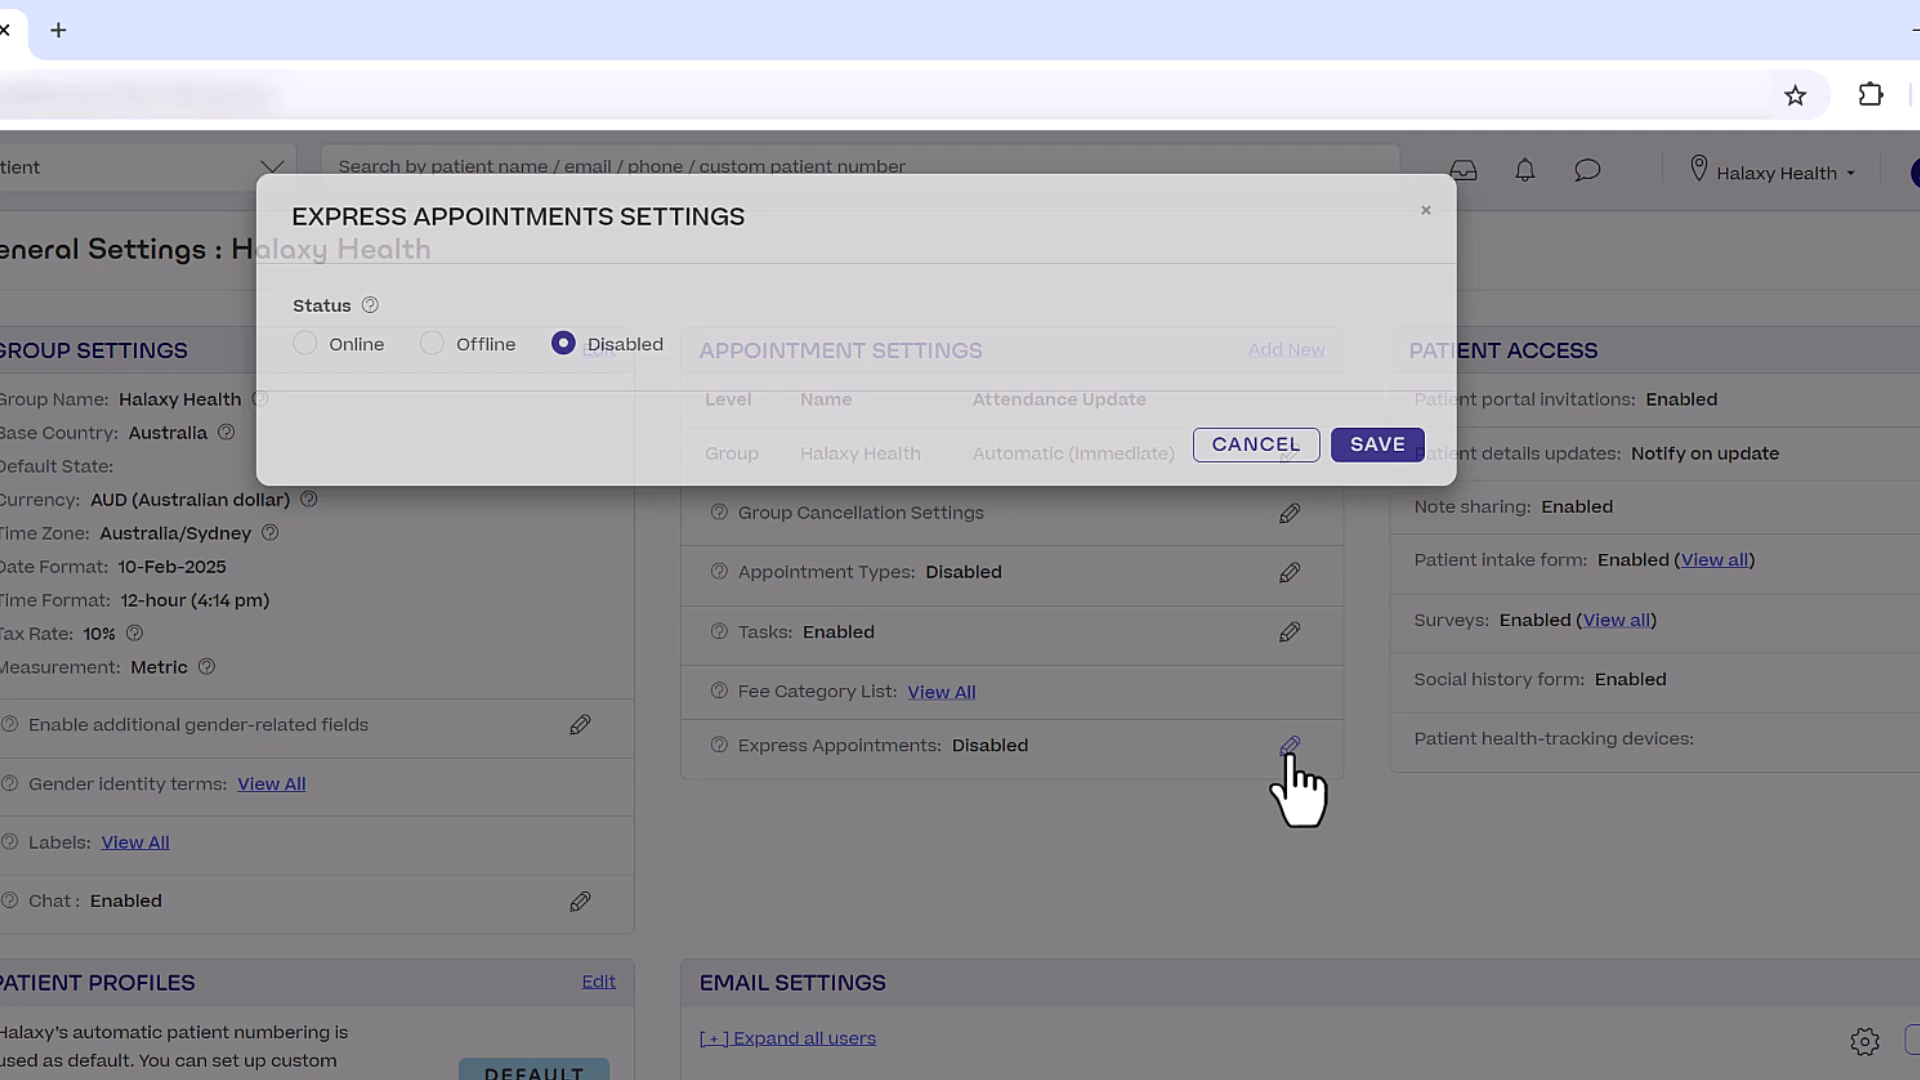 tient
Search by patient name / email / phone / custom patient number
Halaxy Health
EXPRESS APPOINTMENTS SETTINGS
×
eneral Settings : Halaxy Health
Status
Online
Offline
Disabled
CANCEL
SAVE
GROUP SETTINGS
Edit
Group Name: Halaxy Health
Base Country: Australia
Default State:
Currency: AUD (Australian dollar)
Time Zone: Australia/Sydney
Date Format: 10-Feb-2025
Time Format: 12-hour (4:14 pm)
Tax Rate: 10%
Measurement: Metric
Enable additional gender-related fields
Gender identity terms: View All
Labels: View All
Chat : Enabled
APPOINTMENT SETTINGS
Add New
Level Name Attendance Update
Group Halaxy Health Automatic (Immediate)
Group Cancellation Settings
Appointment Types: Disabled
Tasks: Enabled
Fee Category List: View All
Express Appointments: Disabled
PATIENT ACCESS
Patient portal invitations: Enabled
Patient details updates: Notify on update
Note sharing: Enabled
Patient intake form: Enabled (View all)
Surveys: Enabled (View all)
Social history form: Enabled
Patient health-tracking devices:
PATIENT PROFILES
Edit
Halaxy's automatic patient numbering is
used as default. You can set up custom
DEFAULT
EMAIL SETTINGS
[ + ] Expand all users